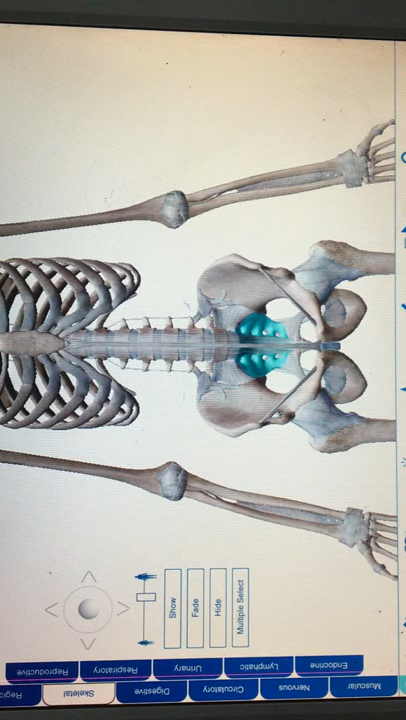 Show
Fade
Hide
Multiple Select
Reproductive
Respiratory
Urinary
Lymphatic
Endocrine
Skeletal
Digestive
Circulatory
Nervous
Muscular